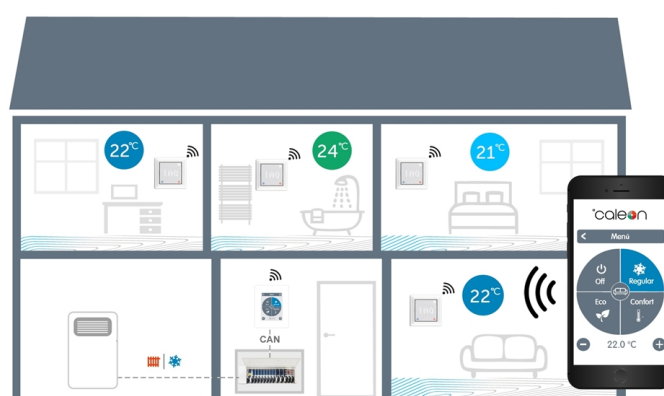 22°C
24°C
21°C
°caleon
< Menú
Off
Regular
Eco
Confort
- 22.0 °C +
22°C
CAN